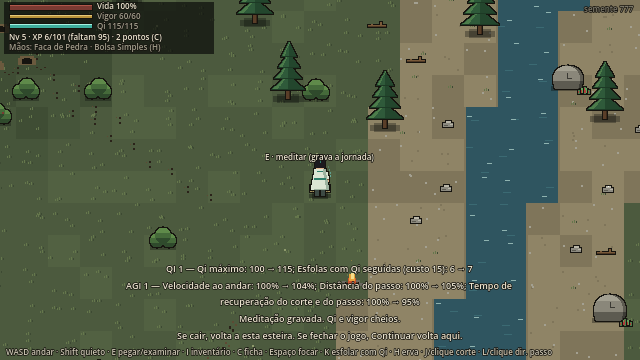 Vida 100%
semente 777
Vigor 60/60
Qi 115/115
Nv 5 · XP 6/101 (faltam 95) · 2 pontos (C)
Mãos: Faca de Pedra · Bolsa Simples (H)
E · meditar (grava a jornada)
QI 1 — Qi máximo: 100 → 115; Esfolas com Qi seguidas (custo 15): 6 → 7
AGI 1 — Velocidade ao andar: 100% → 104%; Distância do passo: 100% → 105%; Tempo de
recuperação do corte e do passo: 100% → 95%
Meditação gravada. Qi e vigor cheios.
Se cair, volta a esta esteira. Se fechar o jogo, Continuar volta aqui.
WASD andar · Shift quieto · E pegar/examinar · I inventário · C ficha · Espaço focar · K esfolar com Qi · H erva · J/clique corte · L/clique dir. passo